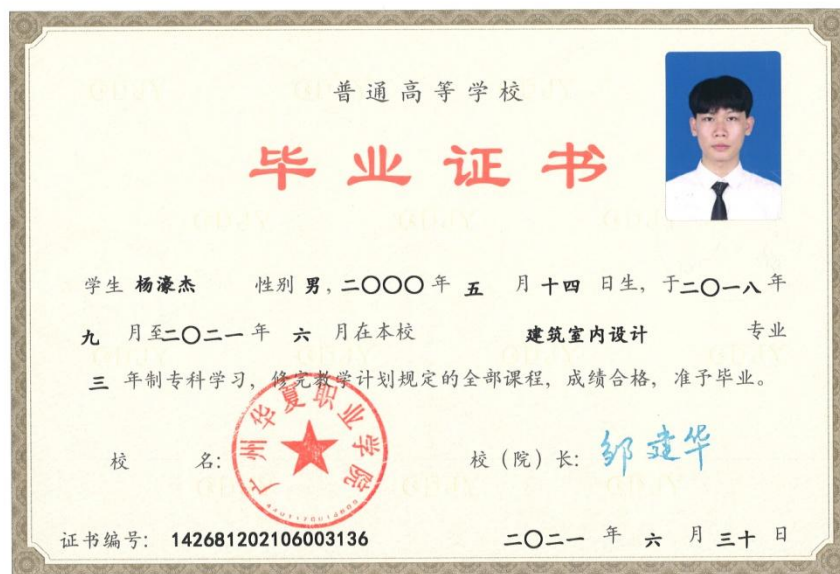 普通高等学校
毕业证书
学生 杨濠杰 性别 男，二〇〇〇年 五 月 十四 日生，于二〇一八年
九 月至二〇二一年 六 月在本校 建筑室内设计 专业
三 年制专科学习，修完教学计划规定的全部课程，成绩合格，准予毕业。
校 名：
广州华夏职业学院
校（院）长：邹建华
证书编号：142681202106003136
二〇二一 年 六 月 三十 日